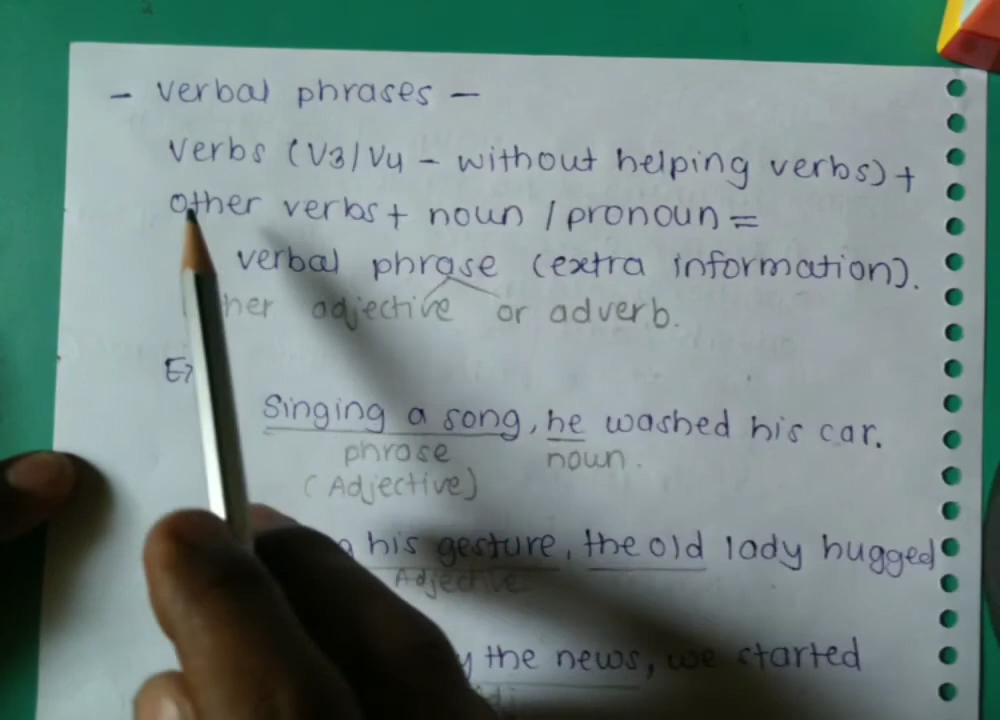 - verbal phrases -
verbs (V3/V4 - without helping verbs) +
other verbs + noun / pronoun =
verbal phrase (extra information).
adjective or adverb.
Singing a song, he washed his car.
phrase noun.
(Adjective)
his gesture, the old lady hugged
Adjective
the news, we started